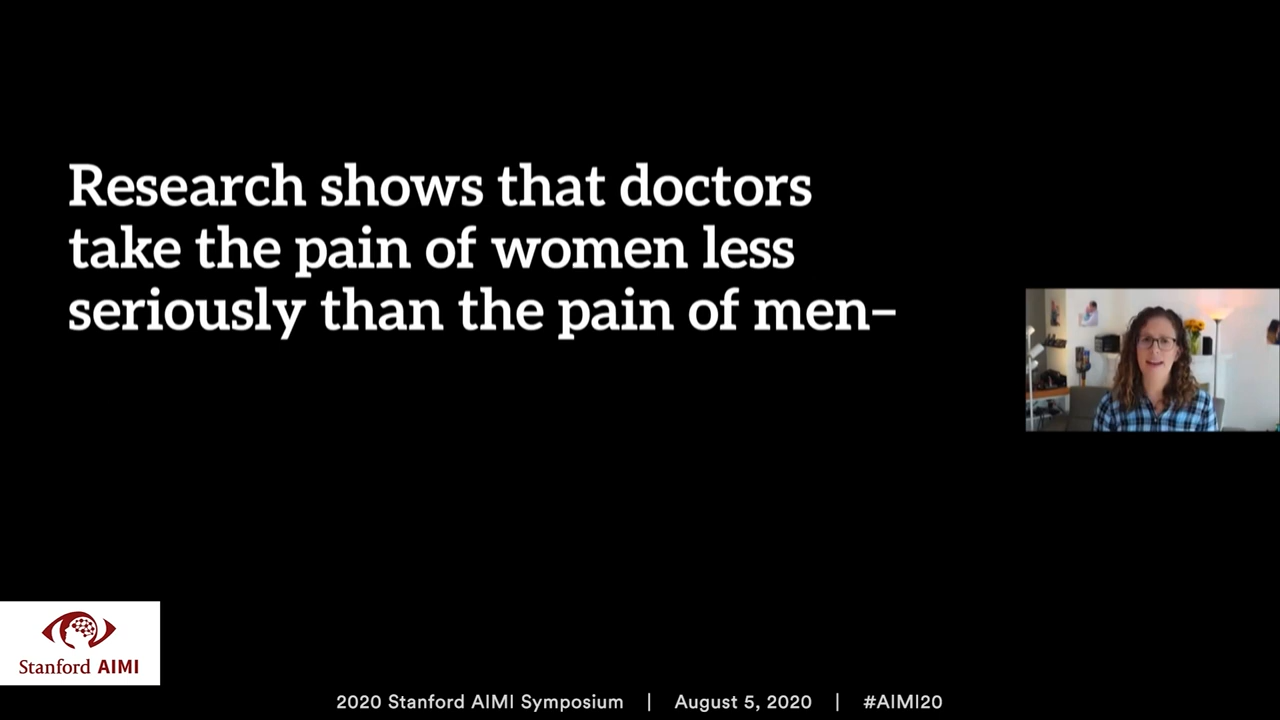 Research shows that doctors
take the pain of women less
seriously than the pain of men–
Stanford AIMI
2020 Stanford AIMI Symposium | August 5, 2020 | #AIMI20